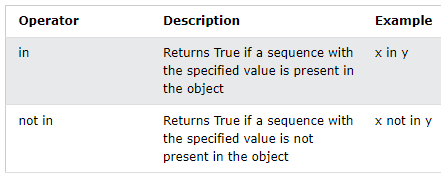 Operator Description Example
in Returns True if a sequence with x in y
the specified value is present in
the object
not in Returns True if a sequence with x not in y
the specified value is not
present in the object